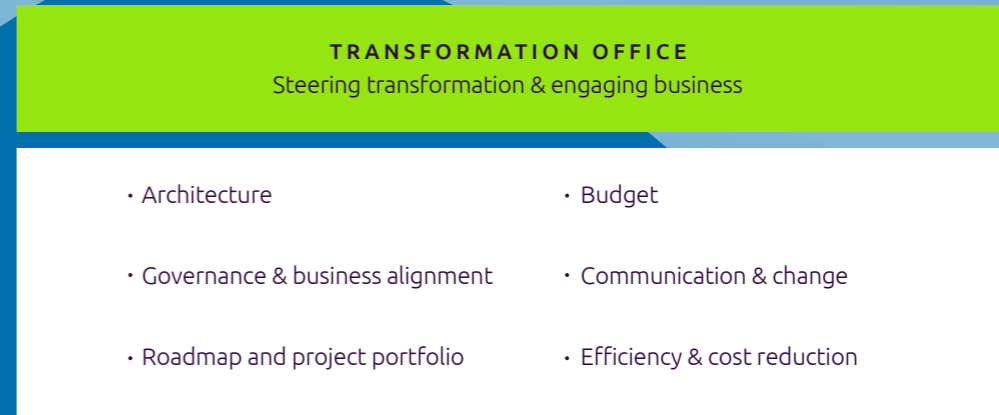 TRANSFORMATION OFFICE
Steering transformation & engaging business
· Architecture
· Governance & business alignment
· Roadmap and project portfolio
· Budget
· Communication & change
· Efficiency & cost reduction